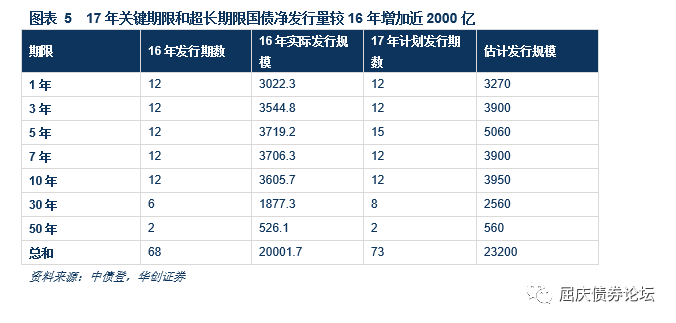 图表 5 17 年关键期限和超长期限国债净发行量较 16 年增加近 2000 亿
期限 16 年发行期数 16 年实际发行规模 17 年计划发行期数 估计发行规模
1 年 12 3022.3 12 3270
3 年 12 3544.8 12 3900
5 年 12 3719.2 15 5060
7 年 12 3706.3 12 3900
10 年 12 3605.7 12 3950
30 年 6 1877.3 8 2560
50 年 2 526.1 2 560
总和 68 20001.7 73 23200
资料来源：中债登，华创证券
屈庆债券论坛